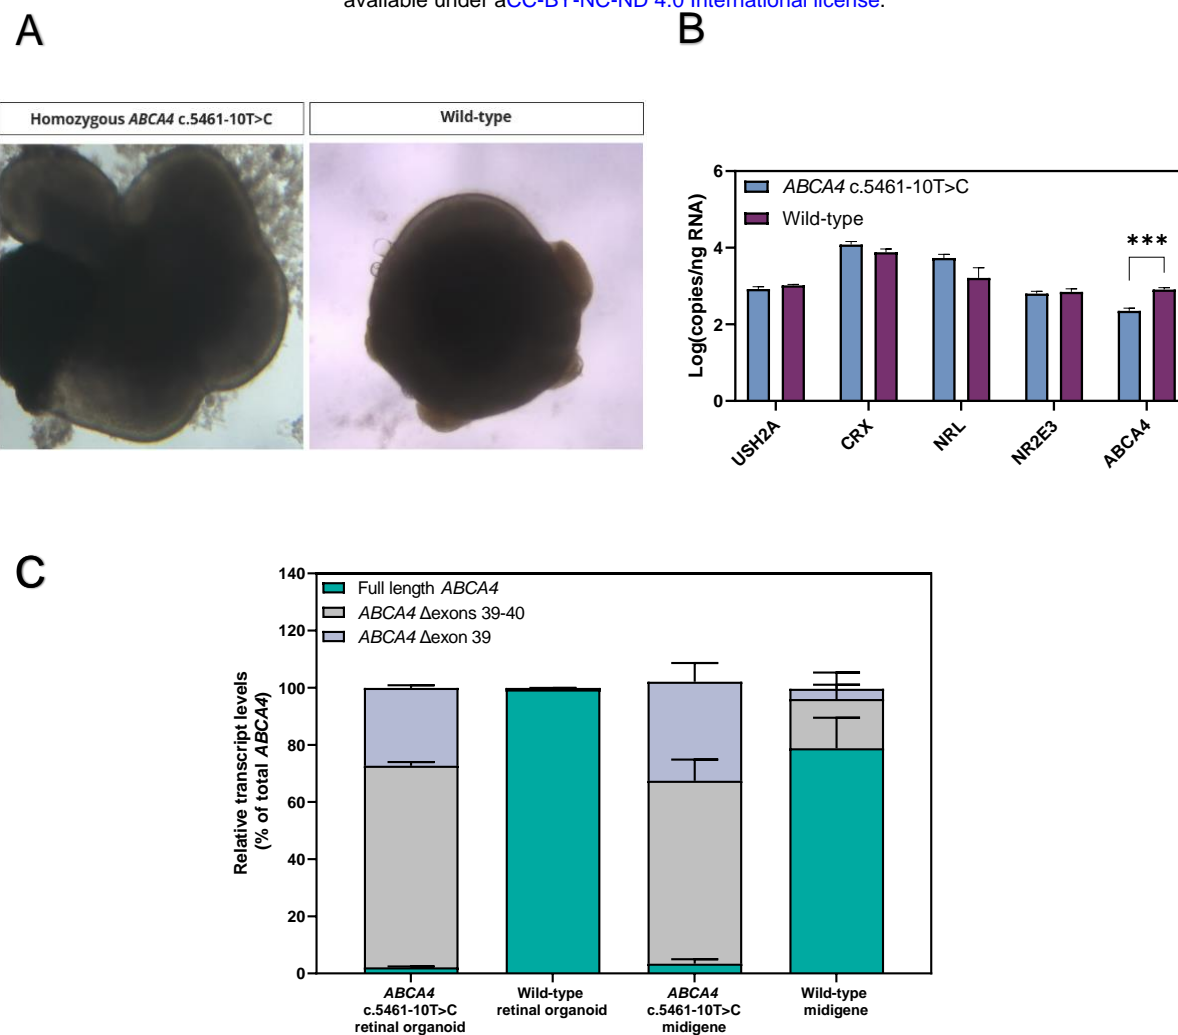 available under aCC-BY-NC-ND 4.0 International license.
A
Homozygous ABCA4 c.5461-10T>C
Wild-type
B
Log(copies/ng RNA)
6
4
2
0
ABCA4 c.5461-10T>C
Wild-type
***
USH2A
CRX
NRL
NR2E3
ABCA4
C
Relative transcript levels
(% of total ABCA4)
140
120
100
80
60
40
20
0
Full length ABCA4
ABCA4 Δexons 39-40
ABCA4 Δexon 39
ABCA4
c.5461-10T>C
retinal organoid
Wild-type
retinal organoid
ABCA4
c.5461-10T>C
midigene
Wild-type
midigene